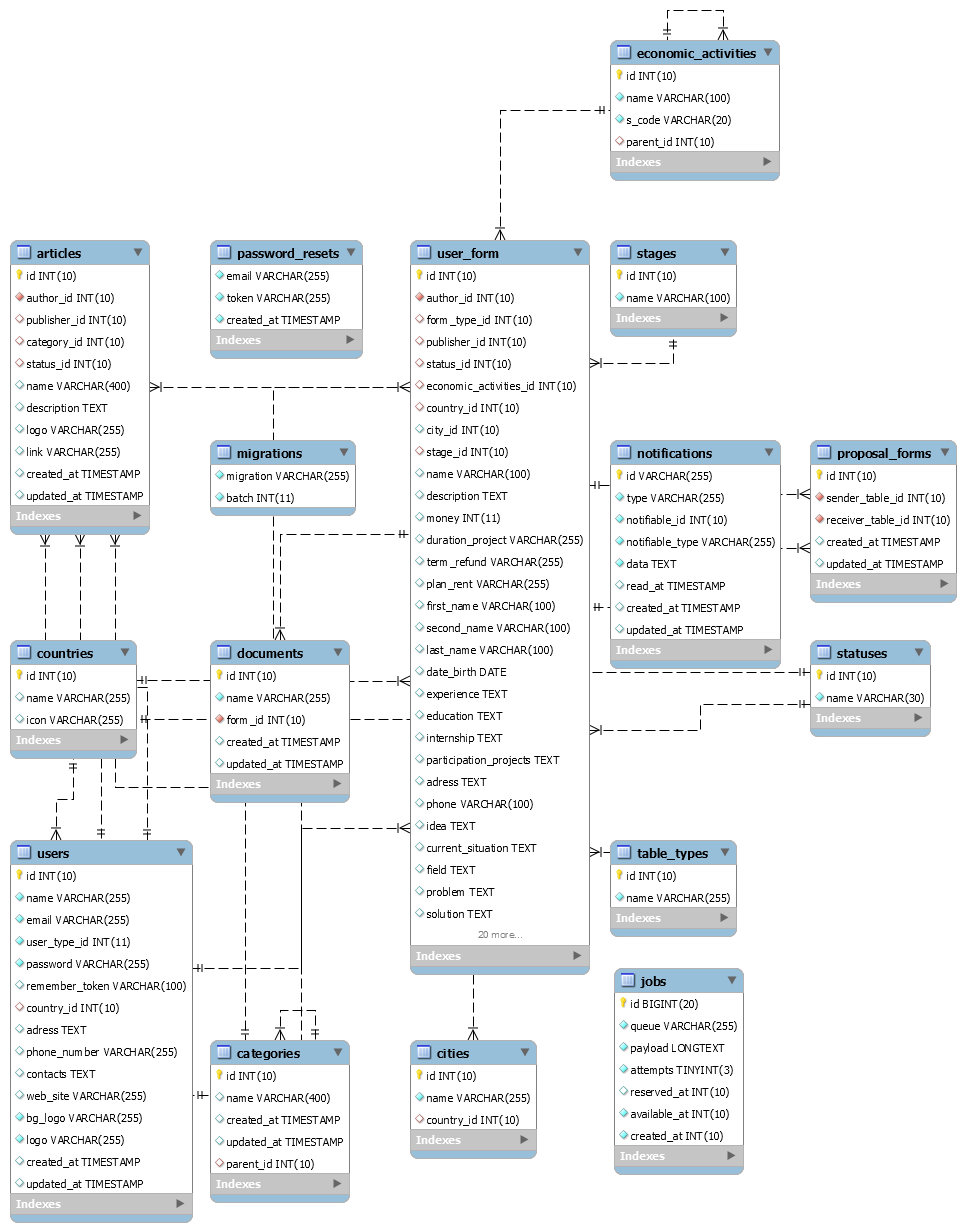 economic_activities
id INT(10)
name VARCHAR(100)
s_code VARCHAR(20)
parent_id INT(10)
Indexes
articles
id INT(10)
author_id INT(10)
publisher_id INT(10)
category_id INT(10)
status_id INT(10)
name VARCHAR(400)
description TEXT
logo VARCHAR(255)
link VARCHAR(255)
created_at TIMESTAMP
updated_at TIMESTAMP
Indexes
password_resets
email VARCHAR(255)
token VARCHAR(255)
created_at TIMESTAMP
Indexes
user_form
id INT(10)
author_id INT(10)
form_type_id INT(10)
publisher_id INT(10)
status_id INT(10)
economic_activities_id INT(10)
country_id INT(10)
city_id INT(10)
stage_id INT(10)
name VARCHAR(100)
description TEXT
money INT(11)
duration_project VARCHAR(255)
term_refund VARCHAR(255)
plan_rent VARCHAR(255)
first_name VARCHAR(100)
second_name VARCHAR(100)
last_name VARCHAR(100)
date_birth DATE
experience TEXT
education TEXT
internship TEXT
participation_projects TEXT
adress TEXT
phone VARCHAR(100)
idea TEXT
current_situation TEXT
field TEXT
problem TEXT
solution TEXT
20 more...
Indexes
stages
id INT(10)
name VARCHAR(100)
Indexes
migrations
migration VARCHAR(255)
batch INT(11)
notifications
id VARCHAR(255)
type VARCHAR(255)
notifiable_id INT(10)
notifiable_type VARCHAR(255)
data TEXT
read_at TIMESTAMP
created_at TIMESTAMP
updated_at TIMESTAMP
Indexes
proposal_forms
id INT(10)
sender_table_id INT(10)
receiver_table_id INT(10)
created_at TIMESTAMP
updated_at TIMESTAMP
Indexes
countries
id INT(10)
name VARCHAR(255)
icon VARCHAR(255)
Indexes
documents
id INT(10)
name VARCHAR(255)
form_id INT(10)
created_at TIMESTAMP
updated_at TIMESTAMP
Indexes
statuses
id INT(10)
name VARCHAR(30)
Indexes
users
id INT(10)
name VARCHAR(255)
email VARCHAR(255)
user_type_id INT(11)
password VARCHAR(255)
remember_token VARCHAR(100)
country_id INT(10)
adress TEXT
phone_number VARCHAR(255)
contacts TEXT
web_site VARCHAR(255)
bg_logo VARCHAR(255)
logo VARCHAR(255)
created_at TIMESTAMP
updated_at TIMESTAMP
Indexes
table_types
id INT(10)
name VARCHAR(255)
Indexes
jobs
id BIGINT(20)
queue VARCHAR(255)
payload LONGTEXT
attempts TINYINT(3)
reserved_at INT(10)
available_at INT(10)
created_at INT(10)
Indexes
categories
id INT(10)
name VARCHAR(400)
created_at TIMESTAMP
updated_at TIMESTAMP
parent_id INT(10)
Indexes
cities
id INT(10)
name VARCHAR(255)
country_id INT(10)
Indexes